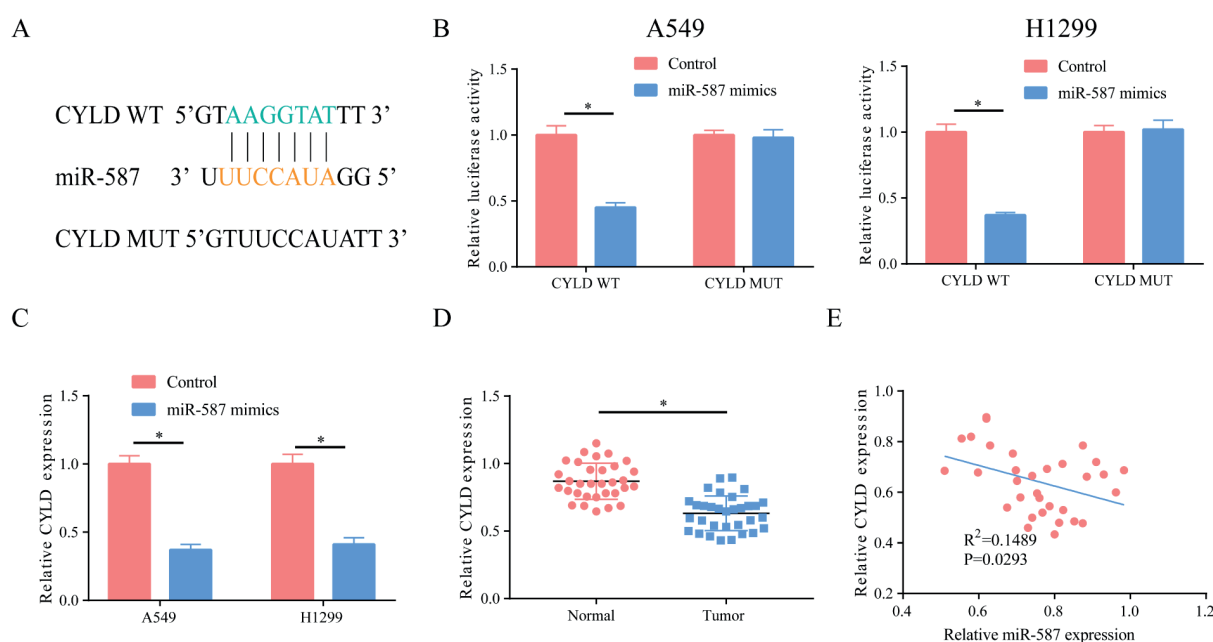 A
CYLD WT 5’GTAAGGTATTT 3’
miR-587 3’ UUUCCAUAGG 5’
CYLD MUT 5’GTUUCCAUATT 3’
B
A549
Control
miR-587 mimics
Relative luciferase activity
1.5
1.0
0.5
0.0
*
CYLD WT
CYLD MUT
H1299
Control
miR-587 mimics
Relative luciferase activity
1.5
1.0
0.5
0.0
*
CYLD WT
CYLD MUT
C
Control
miR-587 mimics
Relative CYLD expression
1.5
1.0
0.5
0.0
*
*
A549
H1299
D
Relative CYLD expression
1.5
1.0
0.5
0.0
*
Normal
Tumor
E
Relative CYLD expression
1.0
0.8
0.6
0.4
0.2
R²=0.1489
P=0.0293
0.4
0.6
0.8
1.0
1.2
Relative miR-587 expression